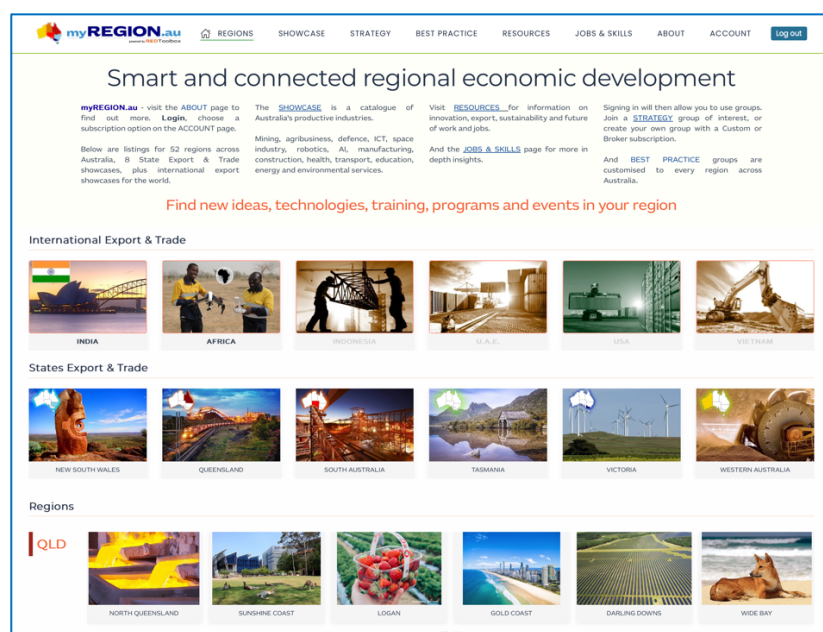 myREGION.au
powered by REDToolbox
REGIONS
SHOWCASE
STRATEGY
BEST PRACTICE
RESOURCES
JOBS & SKILLS
ABOUT
ACCOUNT
Log out
Smart and connected regional economic development
myREGION.au - visit the ABOUT page to
find out more. Login, choose a
subscription option on the ACCOUNT page.
Below are listings for 52 regions across
Australia, 8 State Export & Trade
showcases, plus international export
showcases for the world.
The SHOWCASE is a catalogue of
Australia's productive industries.
Mining, agribusiness, defence, ICT, space
industry, robotics, AI, manufacturing,
construction, health, transport, education,
energy and environmental services.
Visit RESOURCES for information on
innovation, export, sustainability and future
of work and jobs.
And the JOBS & SKILLS page for more in
depth insights.
Signing in will then allow you to use groups.
Join a STRATEGY group of interest, or
create your own group with a Custom or
Broker subscription.
And BEST PRACTICE groups are
customised to every region across
Australia.
Find new ideas, technologies, training, programs and events in your region
International Export & Trade
INDIA
AFRICA
INDONESIA
U.A.E.
USA
VIETNAM
States Export & Trade
NEW SOUTH WALES
QUEENSLAND
SOUTH AUSTRALIA
TASMANIA
VICTORIA
WESTERN AUSTRALIA
Regions
QLD
NORTH QUEENSLAND
SUNSHINE COAST
LOGAN
GOLD COAST
DARLING DOWNS
WIDE BAY